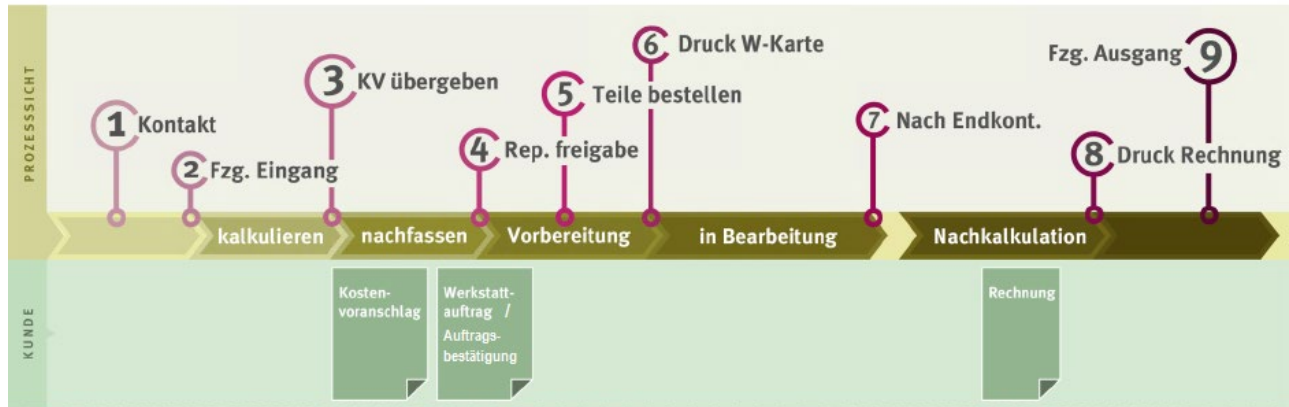 PROZESSSICHT
1 Kontakt
2 Fzg. Eingang
3 KV übergeben
4 Rep. freigabe
5 Teile bestellen
6 Druck W-Karte
7 Nach Endkont.
8 Druck Rechnung
Fzg. Ausgang 9
kalkulieren
nachfassen
Vorbereitung
in Bearbeitung
Nachkalkulation
KUNDE
Kosten-
voranschlag
Werkstatt-
auftrag /
Auftrags-
bestätigung
Rechnung